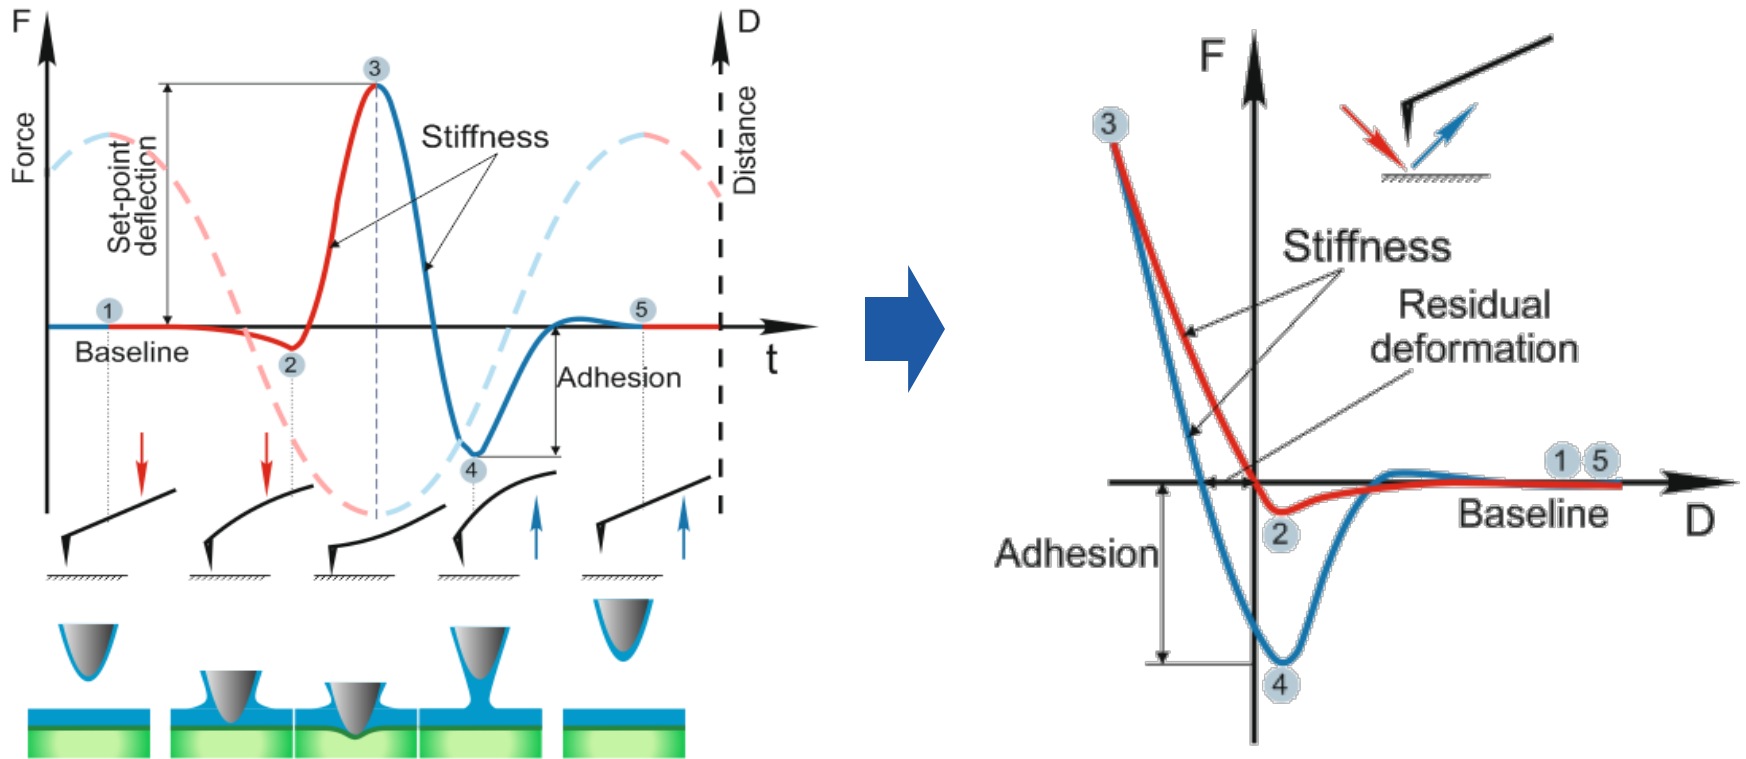 F
D
3
Stiffness
Force
Set-point
deflection
Distance
1
5
Baseline
2
t
Adhesion
4
F
3
Stiffness
Residual
deformation
1 5
Baseline
D
2
Adhesion
4